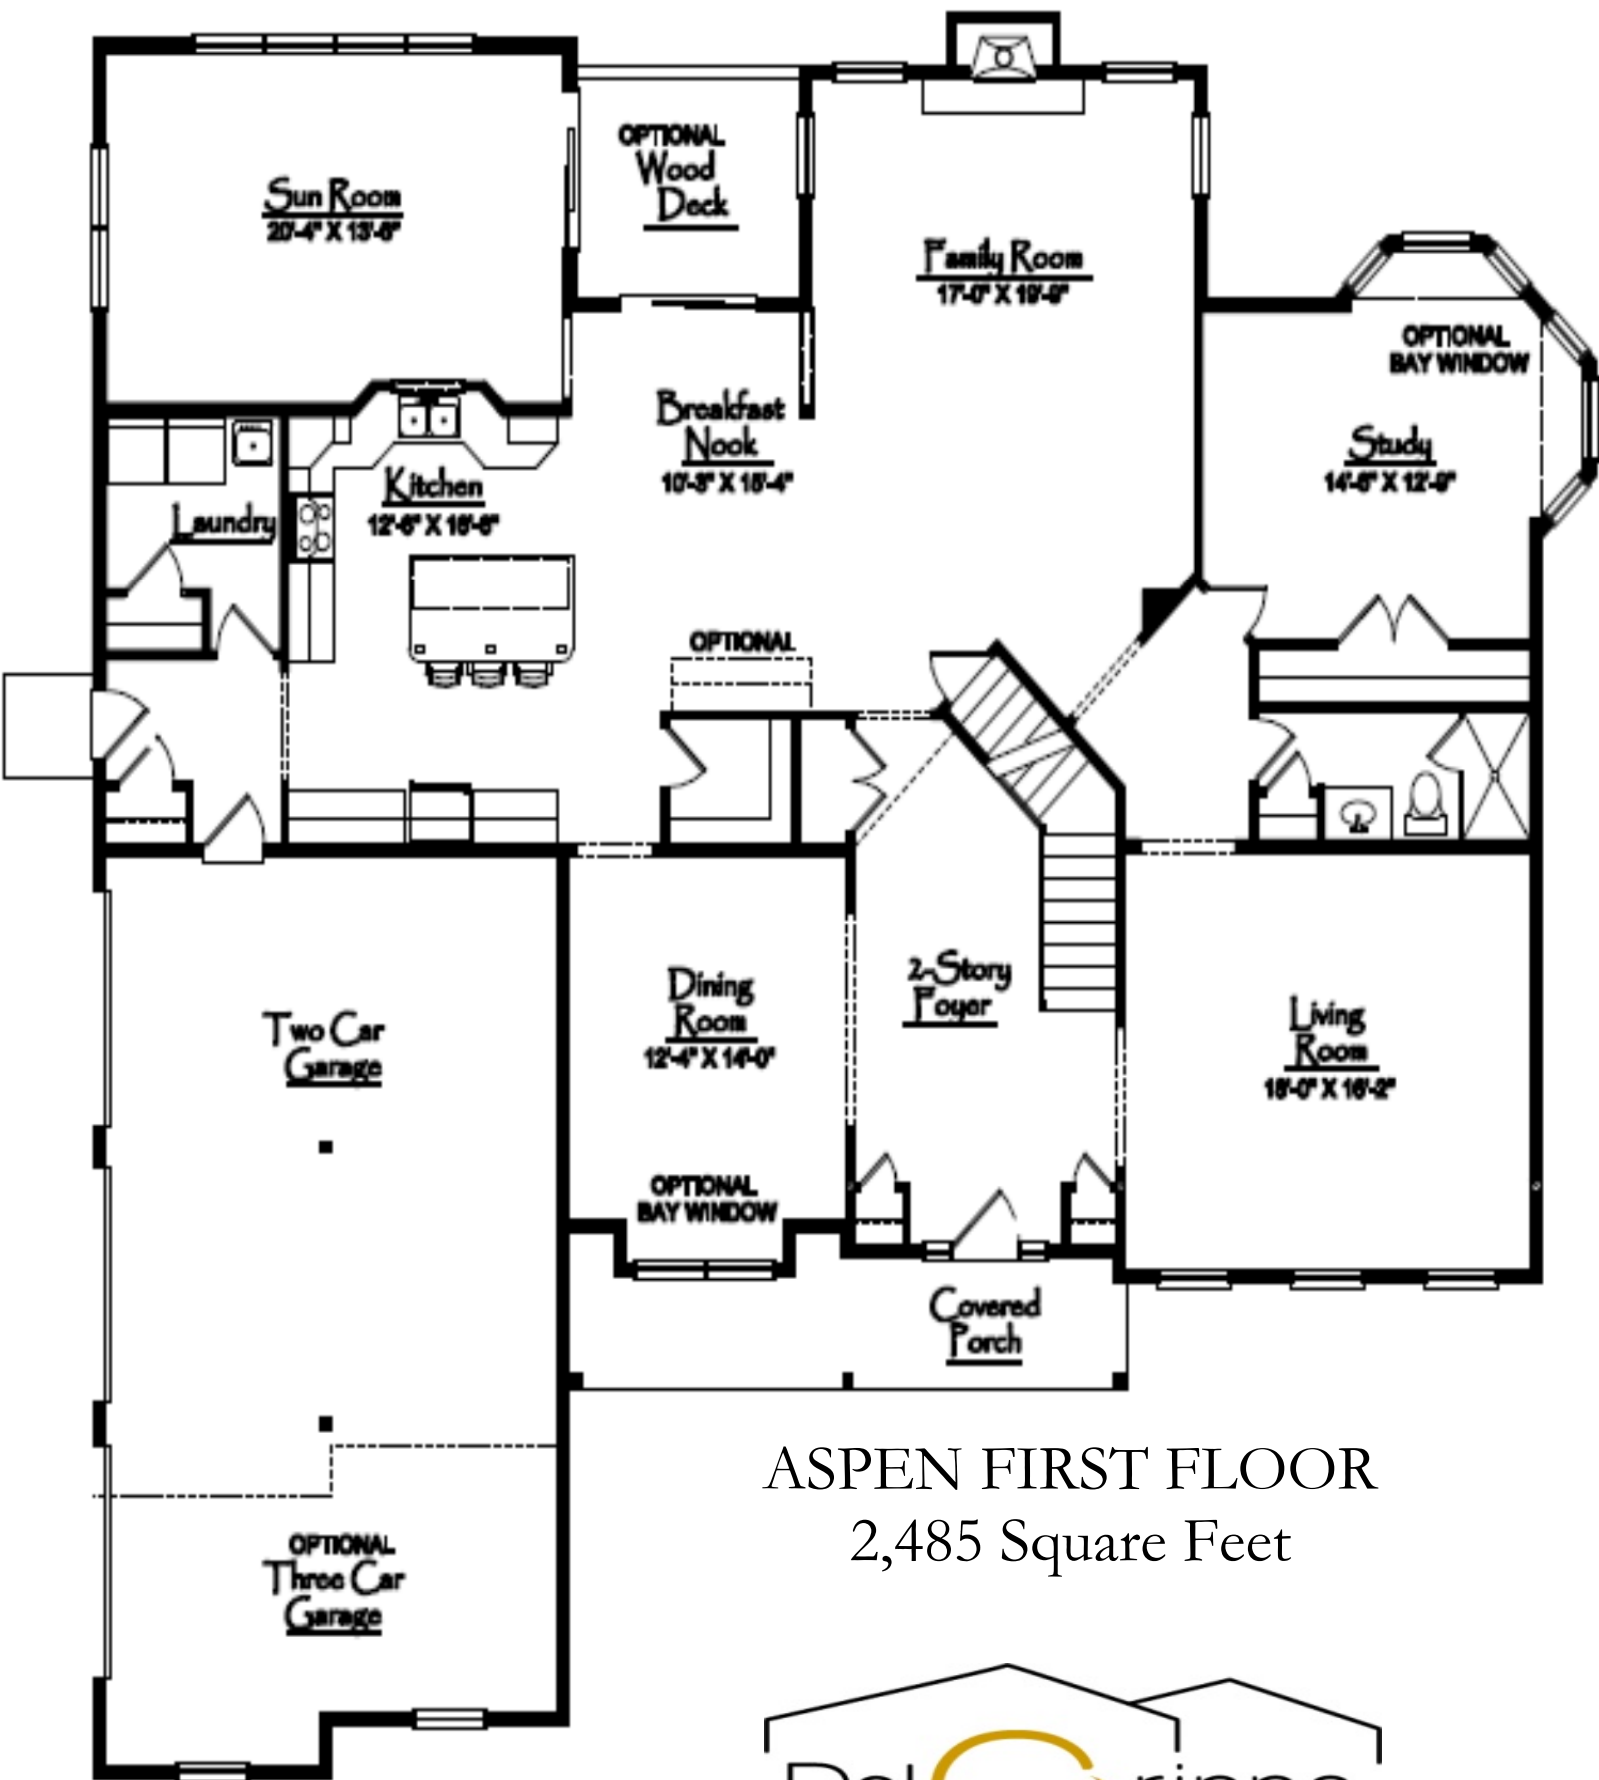 OPTIONAL
Wood
Deck
Sun Room
20'-4" X 13'-6"
Family Room
17'-0" X 19'-9"
OPTIONAL
BAY WINDOW
Breakfast
Nook
10'-3" X 15'-4"
Study
14'-6" X 12'-9"
Kitchen
12'-6" X 16'-6"
Laundry
OPTIONAL
2-Story
Foyer
Dining
Room
12'-4" X 14'-0"
Living
Room
15'-0" X 16'-2"
Two Car
Garage
OPTIONAL
BAY WINDOW
Covered
Porch
ASPEN FIRST FLOOR
2,485 Square Feet
OPTIONAL
Three Car
Garage